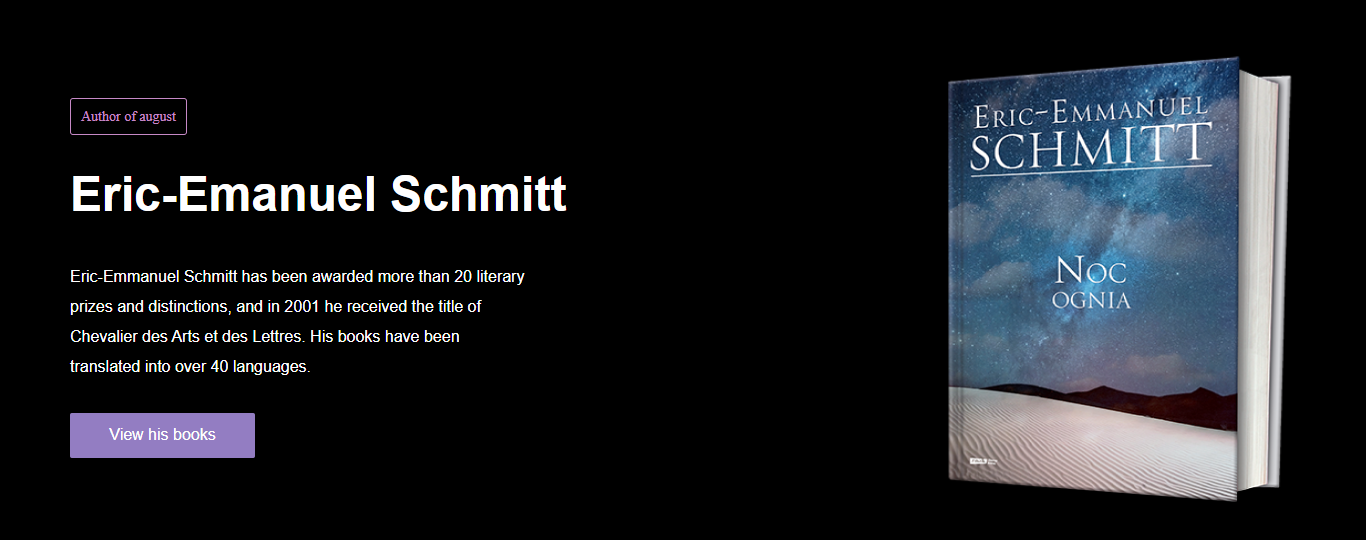 Author of august
Eric-Emanuel Schmitt
Eric-Emmanuel Schmitt has been awarded more than 20 literary
prizes and distinctions, and in 2001 he received the title of
Chevalier des Arts et des Lettres. His books have been
translated into over 40 languages.
View his books
ERIC-EMMANUEL
SCHMITT
NOC
OGNIA